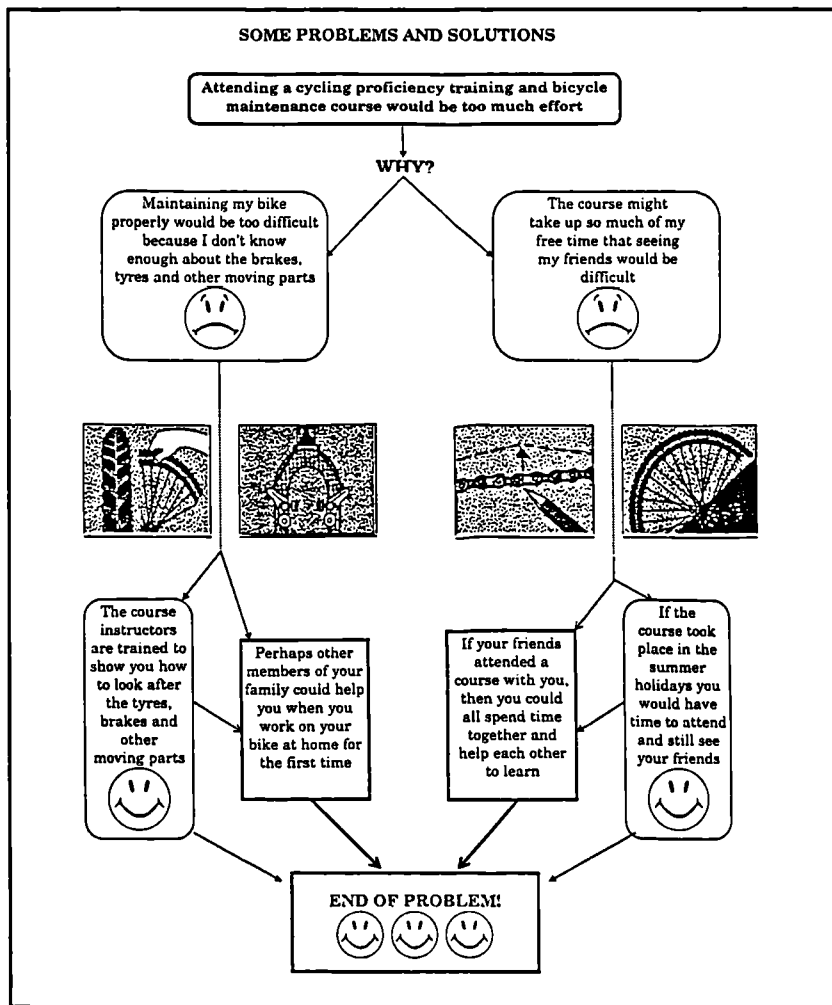 SOME PROBLEMS AND SOLUTIONS
Attending a cycling proficiency training and bicycle
maintenance course would be too much effort
WHY?
Maintaining my bike
properly would be too difficult
because I don't know
enough about the brakes,
tyres and other moving parts
The course might
take up so much of my
free time that seeing
my friends would be
difficult
The course
instructors
are trained to
show you how
to look after
the tyres,
brakes and
other
moving parts
Perhaps other
members of your
family could help
you when you
work on your
bike at home for
the first time
If your friends
attended a
course with you,
then you could
all spend time
together and
help each other
to learn
If the
course took
place in the
summer
holidays you
would have
time to attend
and still see
your friends
END OF PROBLEM!